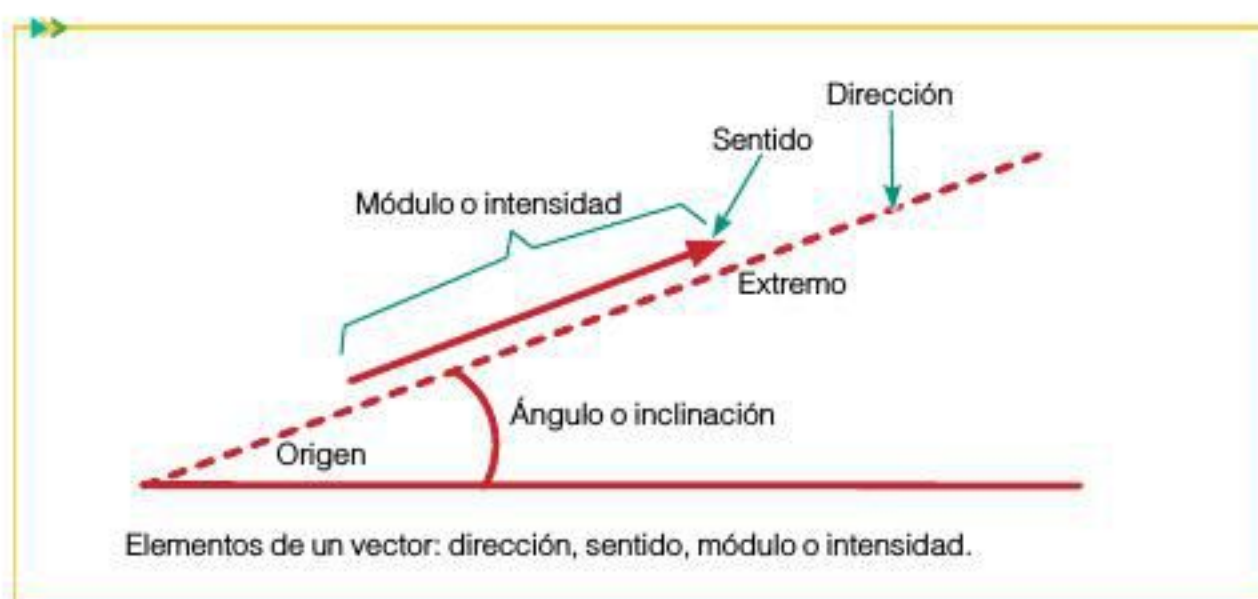 Dirección
Sentido
Módulo o intensidad
Extremo
Ángulo o inclinación
Origen
Elementos de un vector: dirección, sentido, módulo o intensidad.